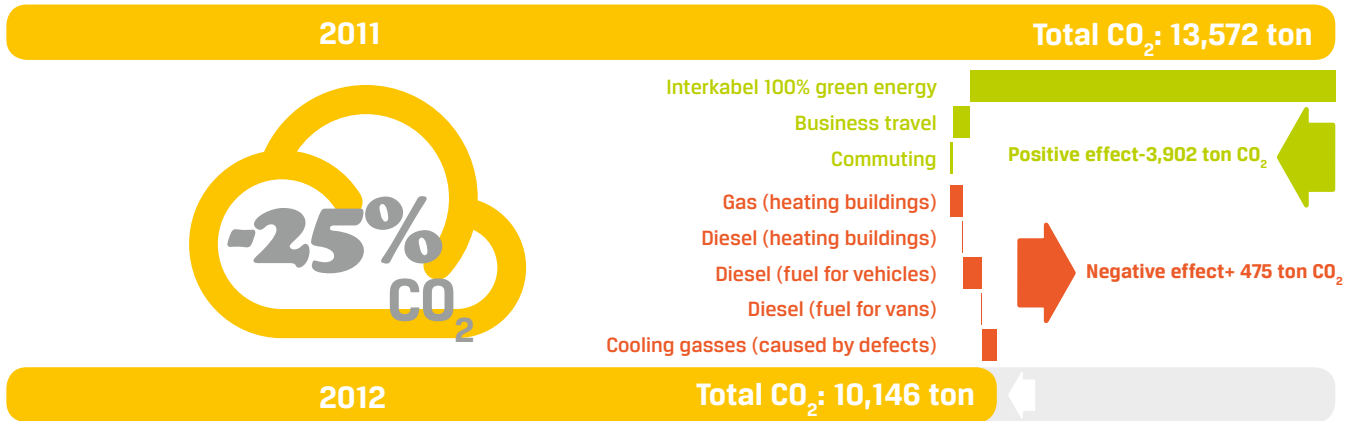 2011
Total CO₂: 13,572 ton
Interkabel 100% green energy
Business travel
Commuting
Positive effect-3,902 ton CO₂
-25%
CO₂
Gas (heating buildings)
Diesel (heating buildings)
Diesel (fuel for vehicles)
Negative effect+ 475 ton CO₂
Diesel (fuel for vans)
Cooling gasses (caused by defects)
2012
Total CO₂: 10,146 ton